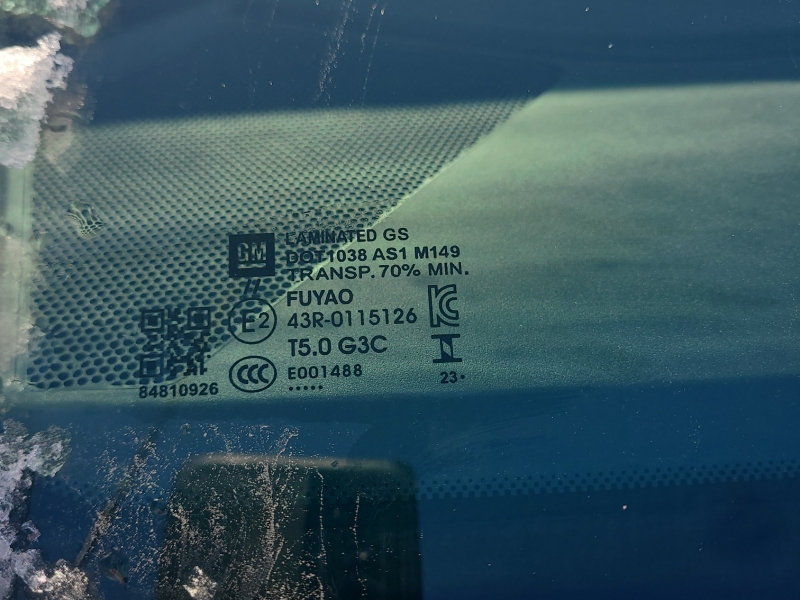 GM
LAMINATED GS
DOT1038 AS1 M149
TRANSP. 70% MIN.
//
FUYAO
E2
43R-0115126
T5.0 G3C
CCC
E001488
•••••
23•
84810926